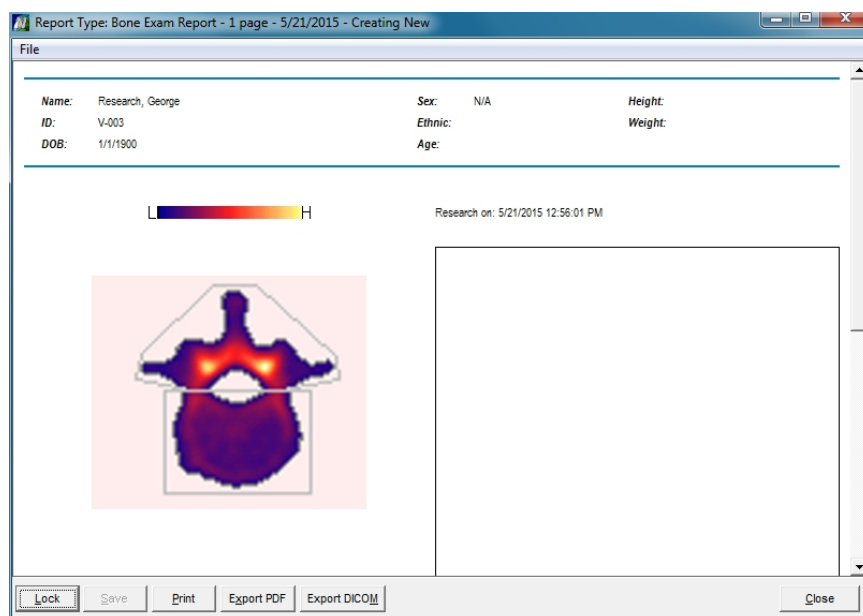 Report Type: Bone Exam Report - 1 page - 5/21/2015 - Creating New
File
Name: Research, George Sex: N/A Height:
ID: V-003 Ethnic: Weight:
DOB: 1/1/1900 Age:
L H
Research on: 5/21/2015 12:56:01 PM
Lock Save Print Export PDF Export DICOM Close